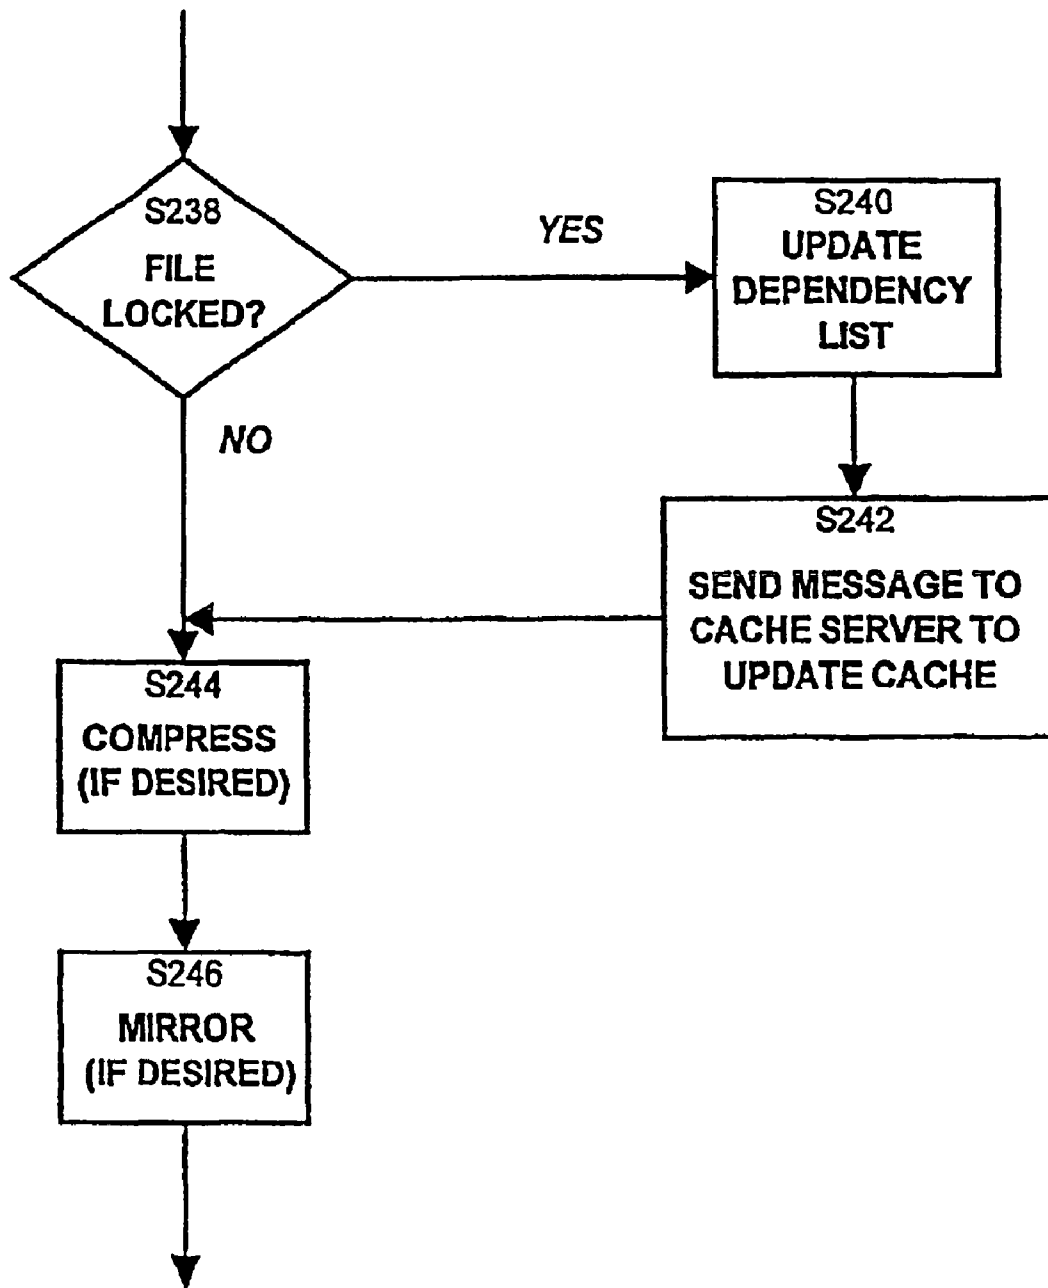 S238
FILE
LOCKED?
YES
S240
UPDATE
DEPENDENCY
LIST
NO
S242
SEND MESSAGE TO
CACHE SERVER TO
UPDATE CACHE
S244
COMPRESS
(IF DESIRED)
S246
MIRROR
(IF DESIRED)